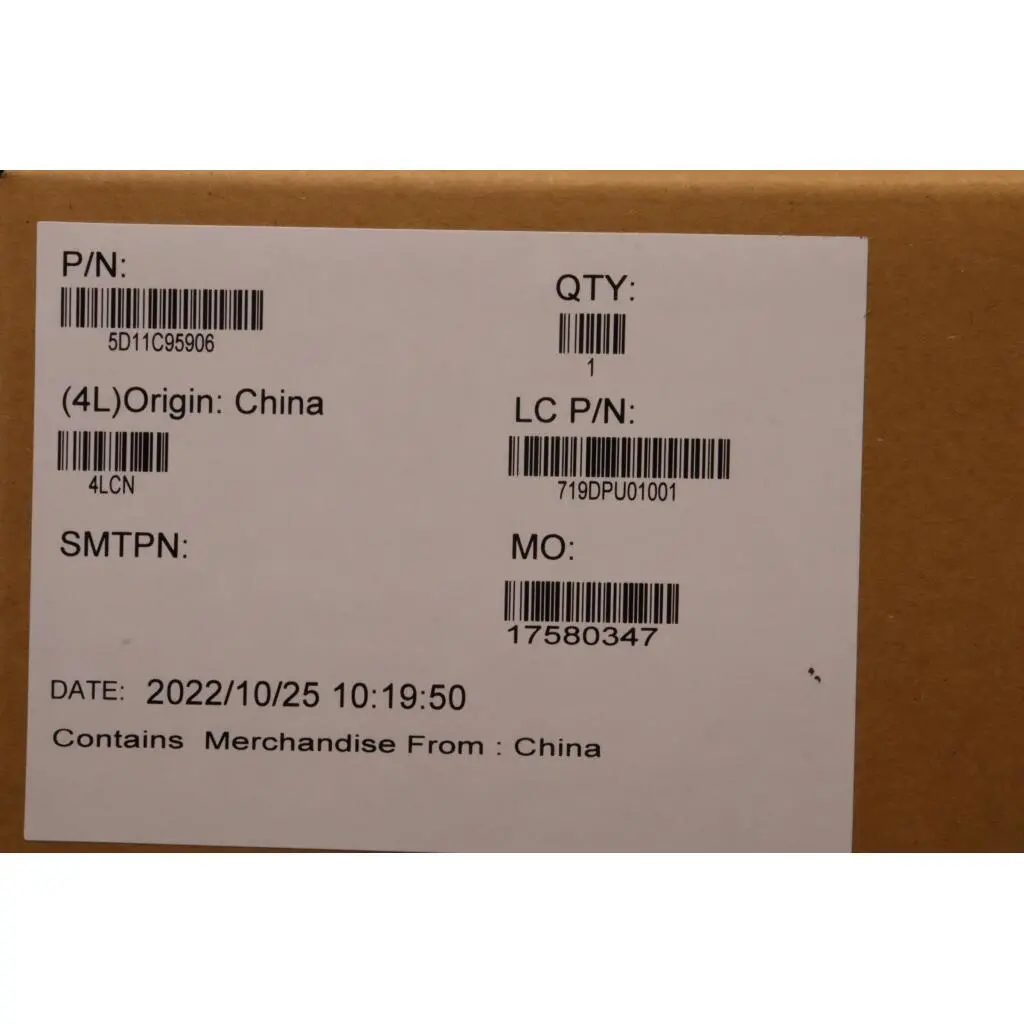 P/N:
5D11C95906
QTY:
1
(4L)Origin: China
4LCN
LC P/N:
719DPU01001
SMTPN:
MO:
17580347
DATE: 2022/10/25 10:19:50
Contains Merchandise From : China